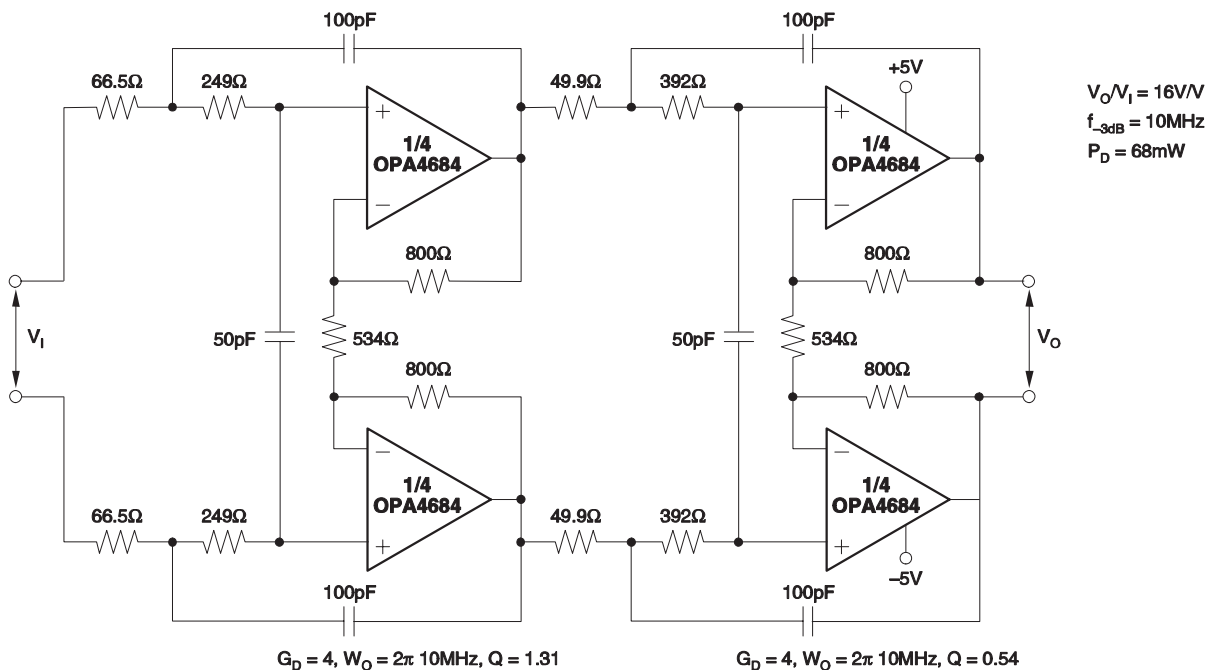 100pF
100pF
66.5Ω
249Ω
49.9Ω
392Ω
+5V
V_O/V_I = 16V/V
f_−3dB = 10MHz
P_D = 68mW
+
1/4
OPA4684
−
+
1/4
OPA4684
−
800Ω
800Ω
V_I
50pF
534Ω
50pF
534Ω
V_O
800Ω
800Ω
−
1/4
OPA4684
+
−
1/4
OPA4684
+
66.5Ω
249Ω
49.9Ω
392Ω
−5V
100pF
100pF
G_D = 4, W_O = 2π 10MHz, Q = 1.31
G_D = 4, W_O = 2π 10MHz, Q = 0.54